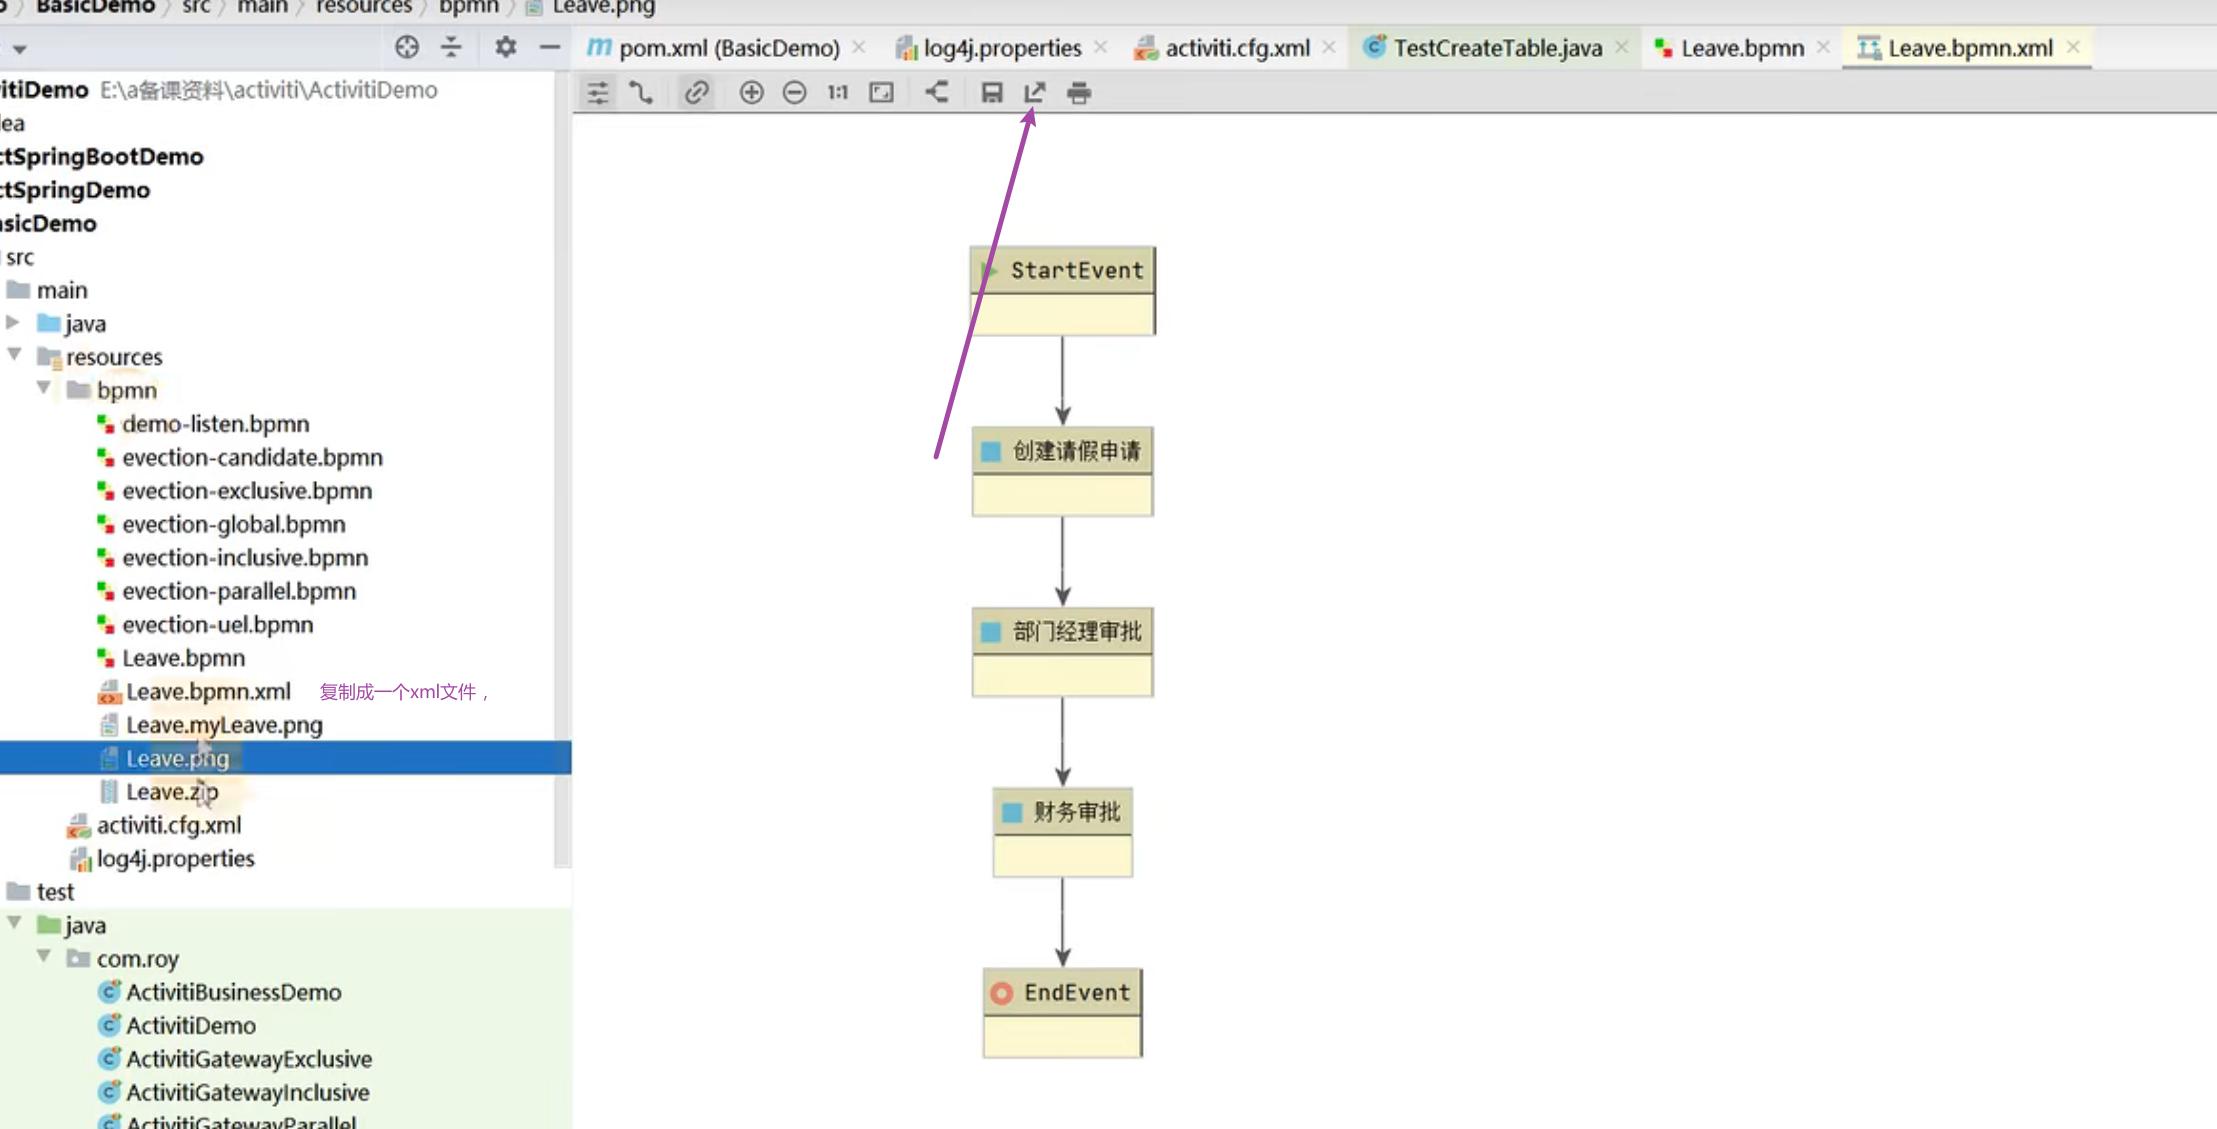 BasicDemo src main resources bpmn Leave.png
pom.xml (BasicDemo) log4j.properties activiti.cfg.xml TestCreateTable.java Leave.bpmn Leave.bpmn.xml
itiDemo E:\a备课资料\activiti\ActivitiDemo
1:1
lea
ctSpringBootDemo
ctSpringDemo
asicDemo
src
main
java
resources
bpmn
demo-listen.bpmn
evection-candidate.bpmn
evection-exclusive.bpmn
evection-global.bpmn
evection-inclusive.bpmn
evection-parallel.bpmn
evection-uel.bpmn
Leave.bpmn
Leave.bpmn.xml 复制成一个xml文件，
Leave.myLeave.png
Leave.png
Leave.zip
activiti.cfg.xml
log4j.properties
test
java
com.roy
ActivitiBusinessDemo
ActivitiDemo
ActivitiGatewayExclusive
ActivitiGatewayInclusive
ActivitiGatewayParallel
StartEvent
创建请假申请
部门经理审批
财务审批
EndEvent